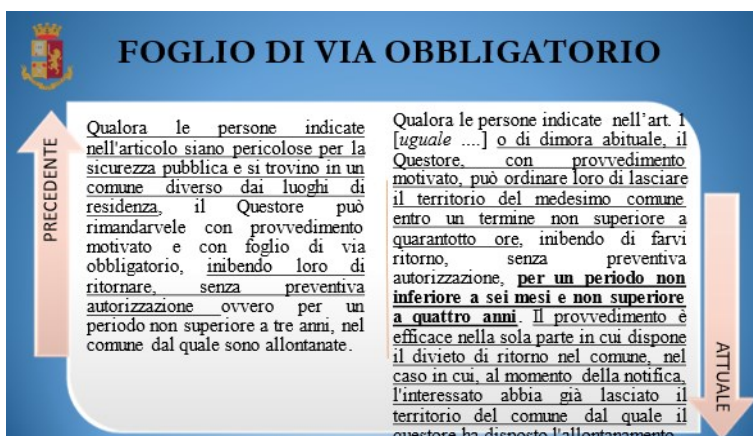 FOGLIO DI VIA OBBLIGATORIO
PRECEDENTE
Qualora le persone indicate
nell'articolo siano pericolose per la
sicurezza pubblica e si trovino in un
comune diverso dai luoghi di
residenza, il Questore può
rimandarvele con provvedimento
motivato e con foglio di via
obbligatorio, inibendo loro di
ritornare, senza preventiva
autorizzazione ovvero per un
periodo non superiore a tre anni, nel
comune dal quale sono allontanate.
Qualora le persone indicate nell'art. 1
[uguale ....] o di dimora abituale, il
Questore, con provvedimento
motivato, può ordinare loro di lasciare
il territorio del medesimo comune
entro un termine non superiore a
quarantotto ore, inibendo di farvi
ritorno, senza preventiva
autorizzazione, per un periodo non
inferiore a sei mesi e non superiore
a quattro anni. Il provvedimento è
efficace nella sola parte in cui dispone
il divieto di ritorno nel comune, nel
caso in cui, al momento della notifica,
l'interessato abbia già lasciato il
territorio del comune dal quale il
questore ha disposto l'allontanamento
ATTUALE